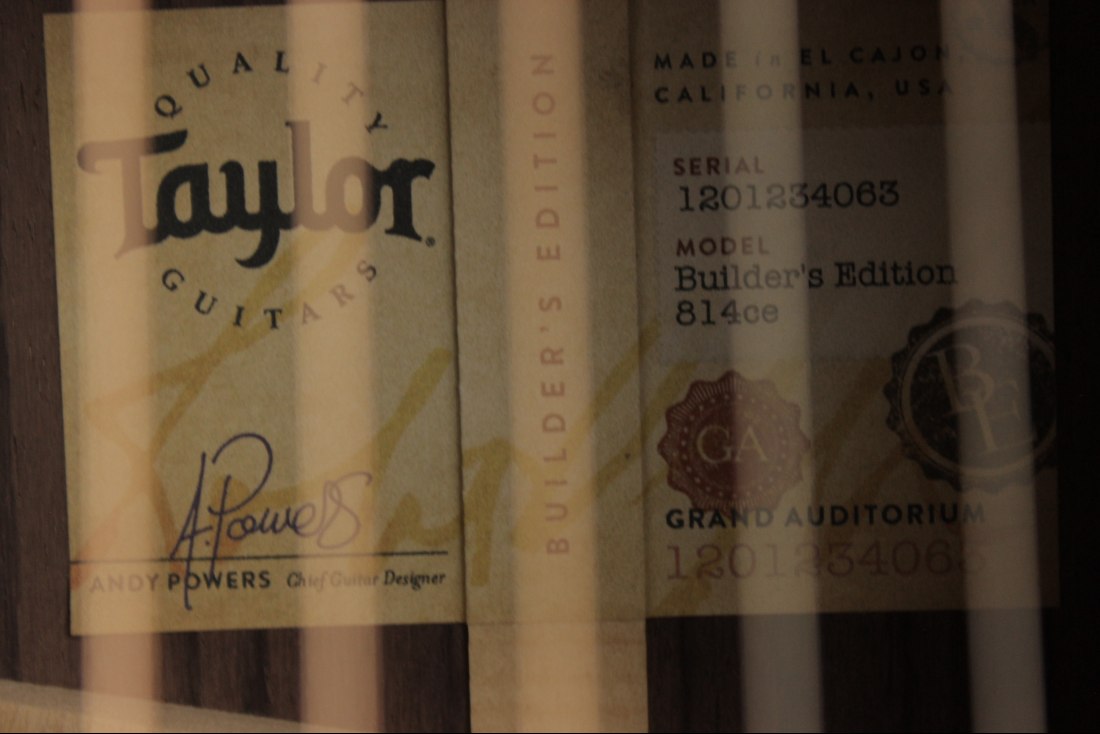 QUALITY
Taylor®
GUITARS
A. Powers
ANDY POWERS Chief Guitar Designer
BUILDER'S EDITION
MADE in EL CAJON,
CALIFORNIA, USA
SERIAL
1201234063
MODEL
Builder's Edition
814ce
BE
GA
GRAND AUDITORIUM
1201234063